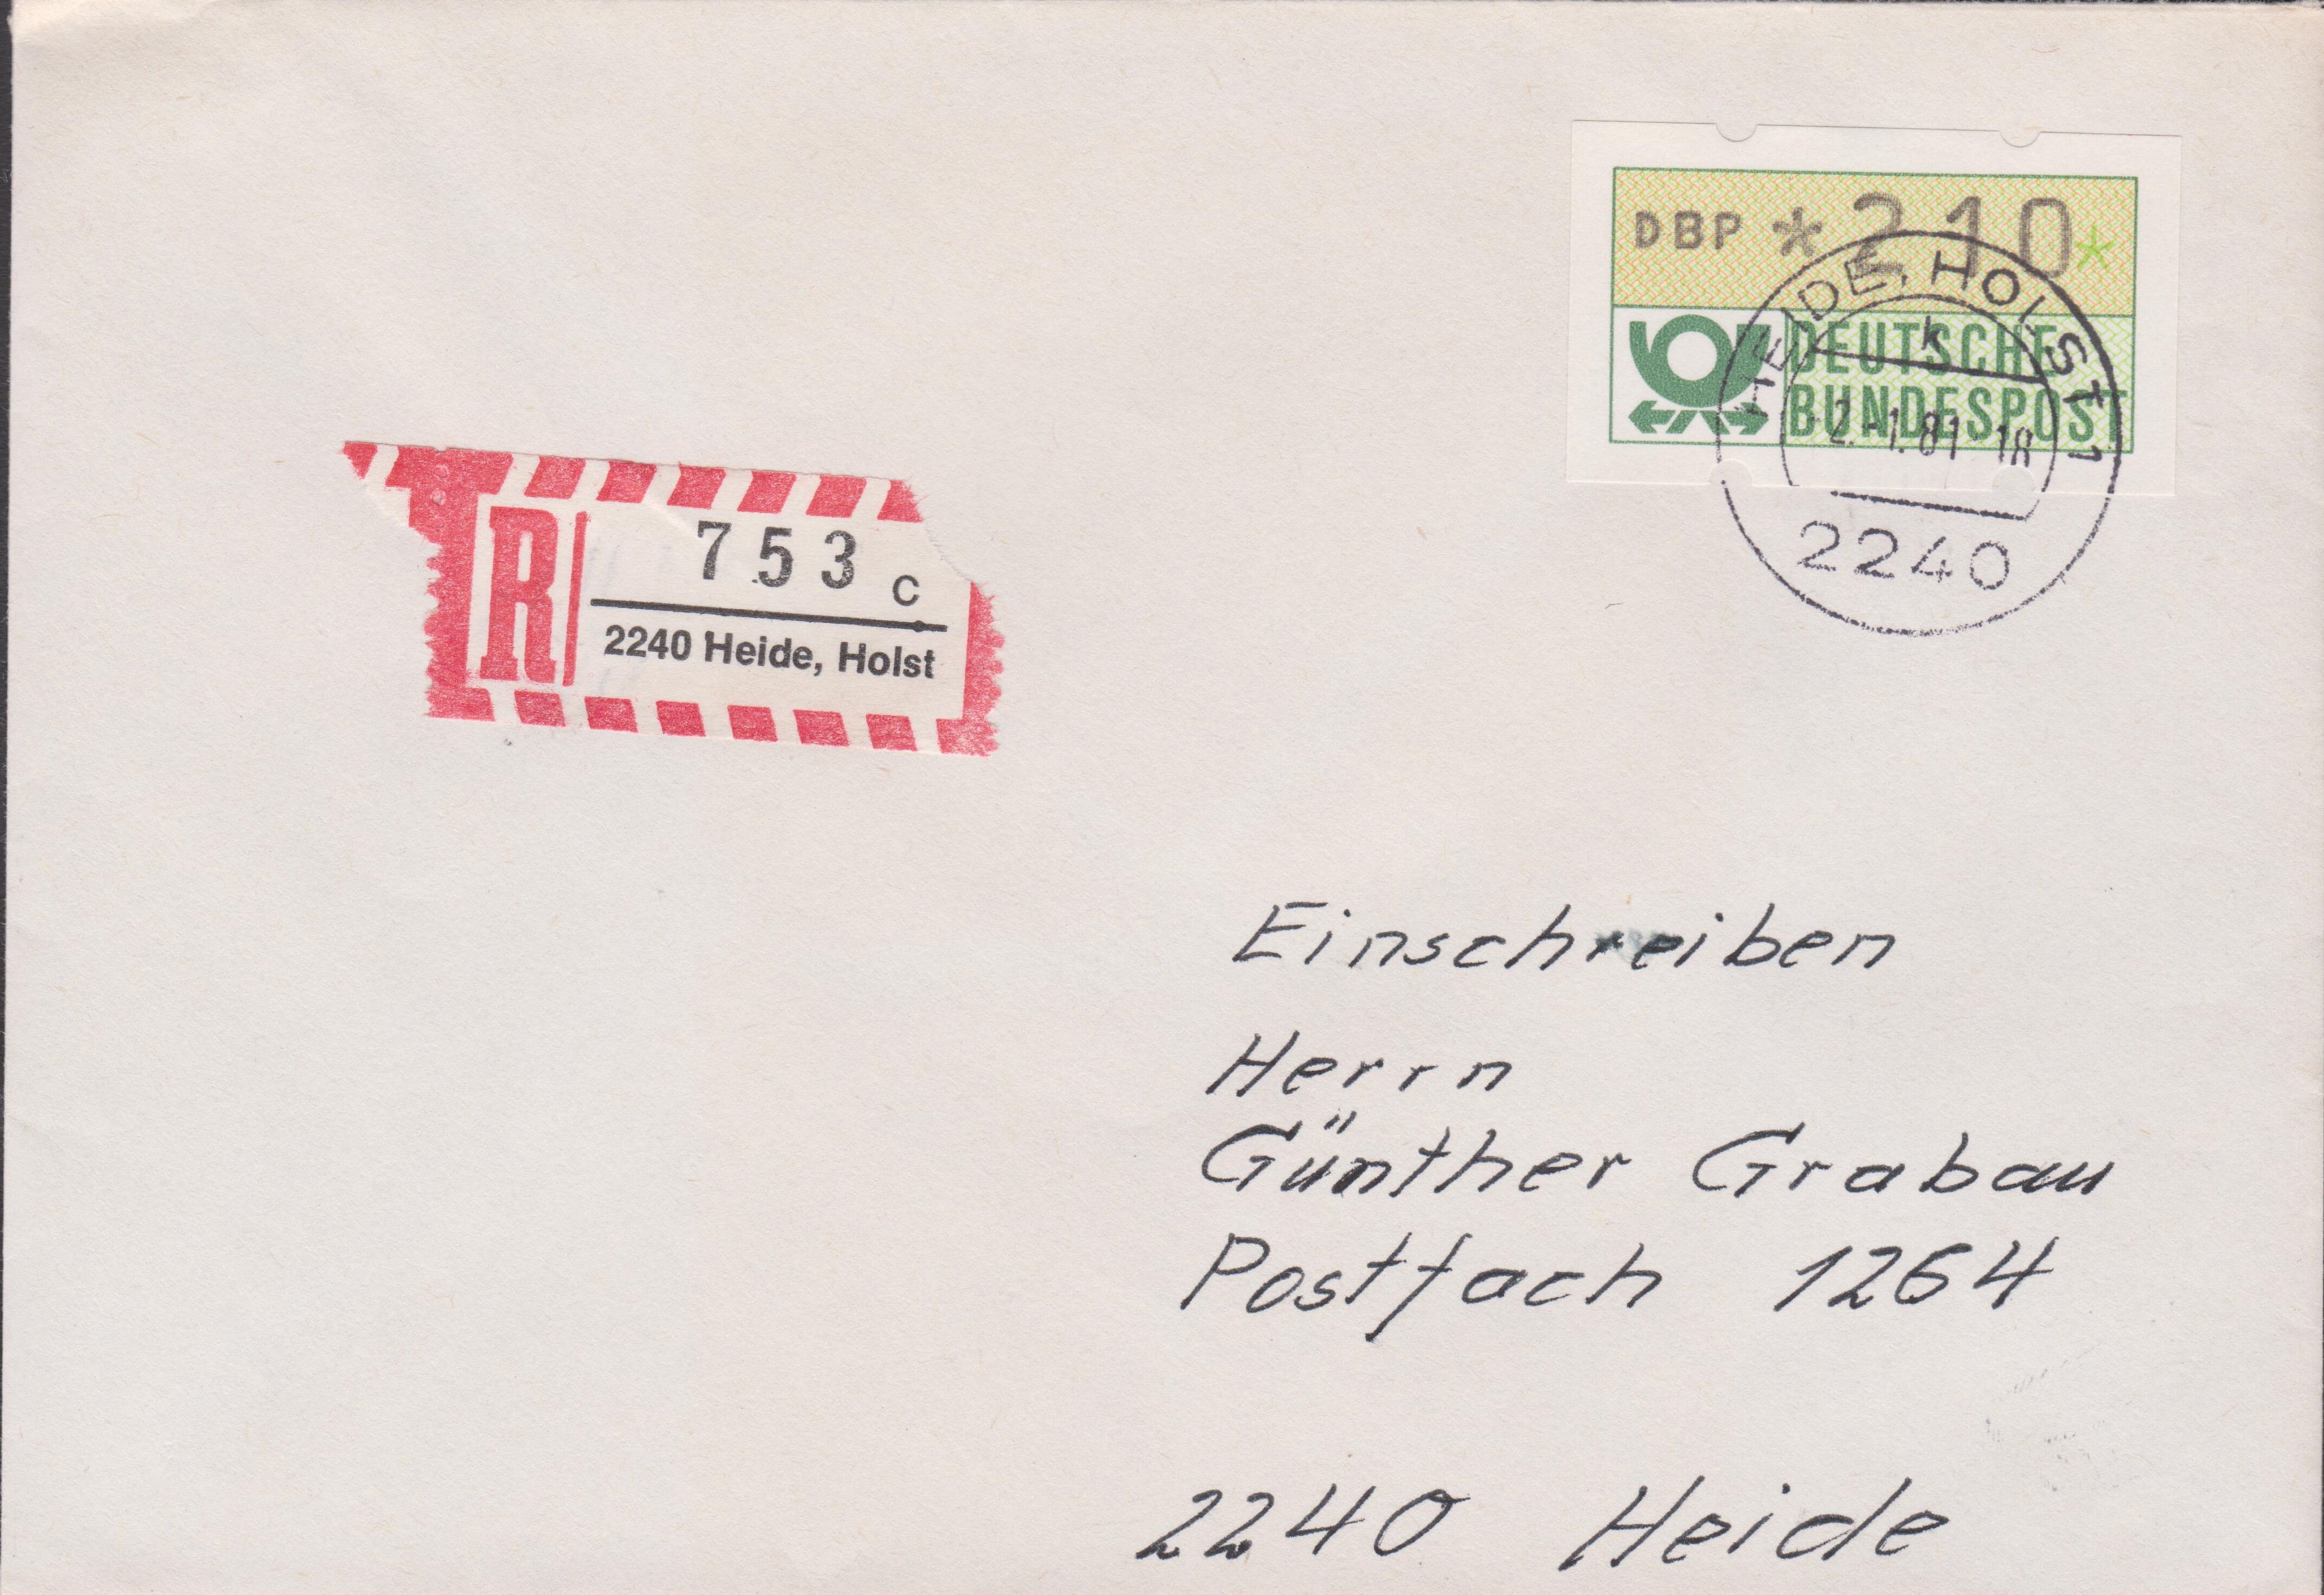 DBP *210*
DEUTSCHE
BUNDESPOST
HEIDE, HOLST 1
k
2.-1.81-18
2240
R
753 c
2240 Heide, Holst
Einschreiben
Herrn
Günther Grabau
Postfach 1264
2240 Heide